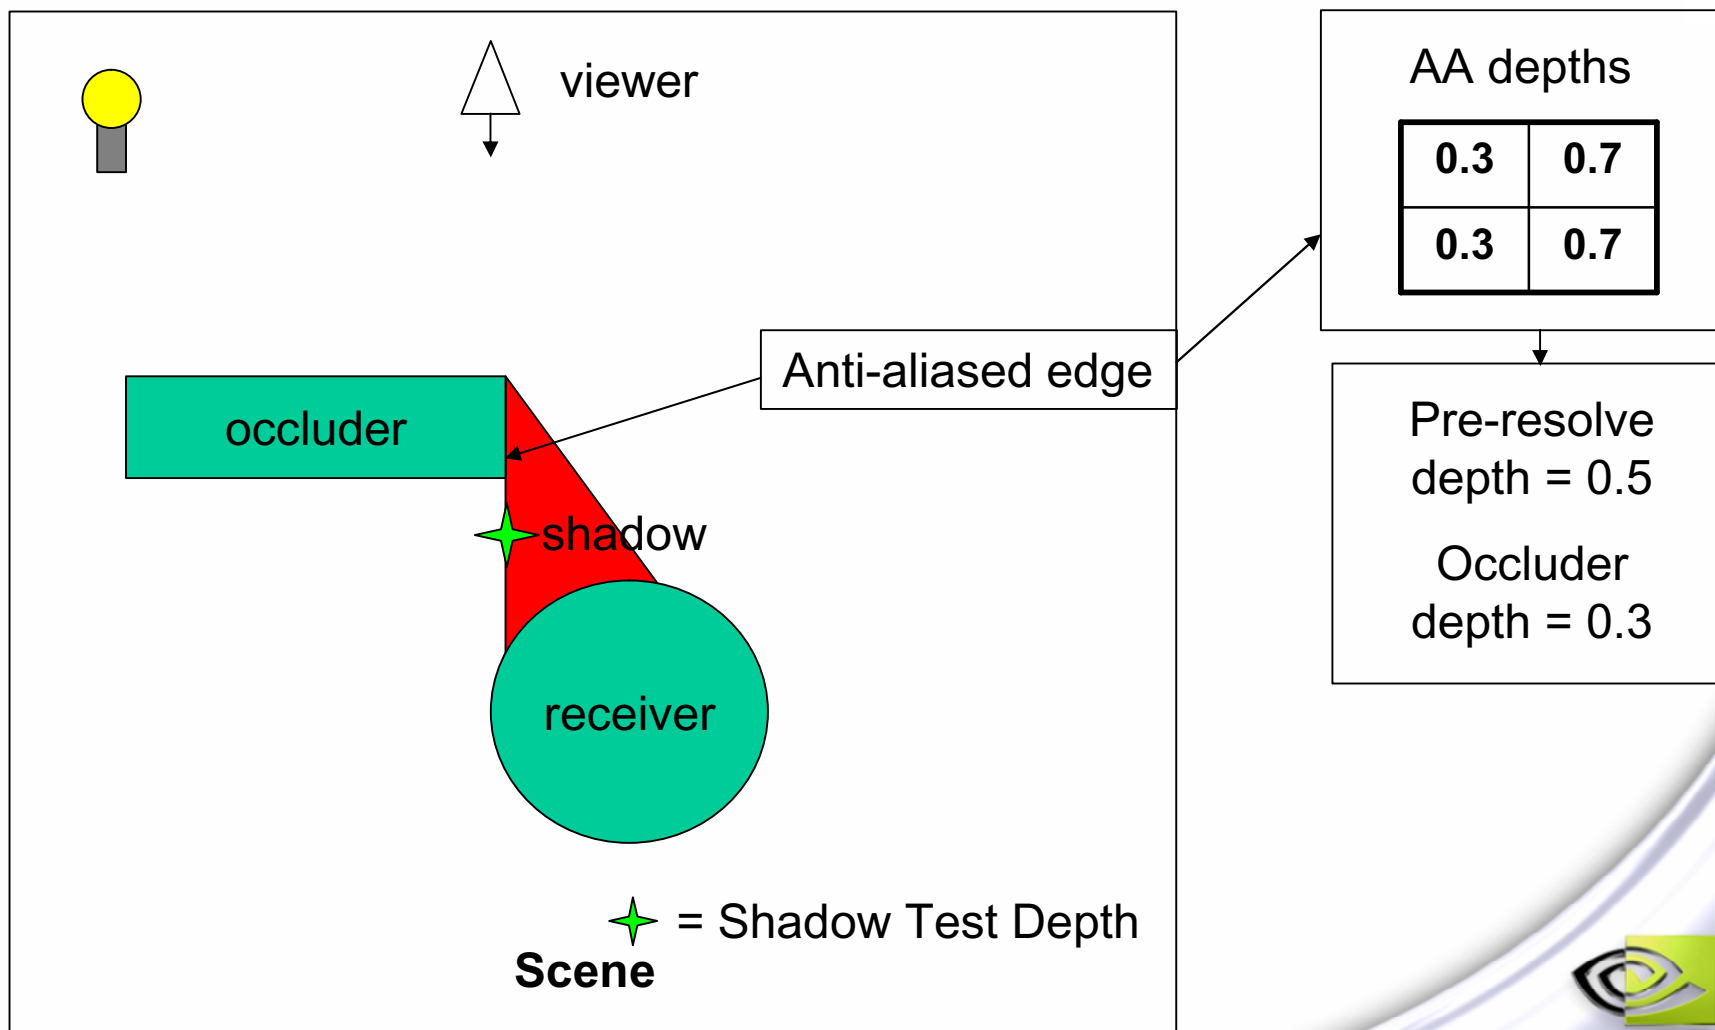 viewer
AA depths
0.3 0.7
0.3 0.7
Anti-aliased edge
occluder
Pre-resolve
depth = 0.5
Occluder
depth = 0.3
shadow
receiver
= Shadow Test Depth
Scene